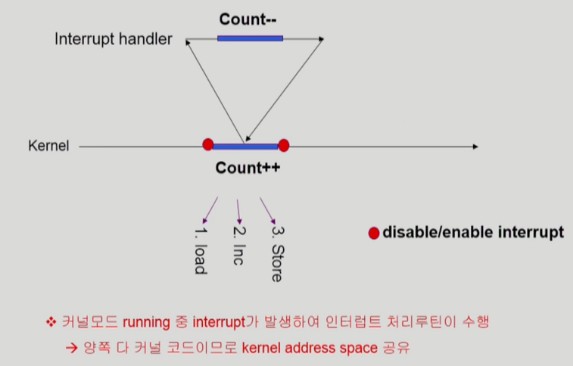 Count--
Interrupt handler
Kernel
Count++
1. load
2. Inc
3. Store
disable/enable interrupt
❖ 커널모드 running 중 interrupt가 발생하여 인터럽트 처리루틴이 수행
→ 양쪽 다 커널 코드이므로 kernel address space 공유